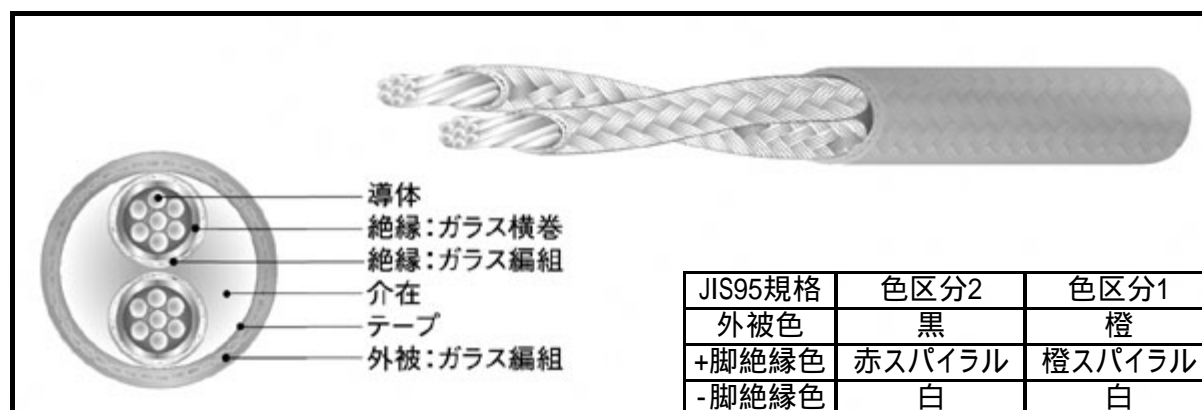 導体
絶縁：ガラス横巻
絶縁：ガラス編組
介在
テープ
外被：ガラス編組
JIS95規格 色区分2 色区分1
外被色 黒 橙
+脚絶縁色 赤スパイラル 橙スパイラル
-脚絶縁色 白 白